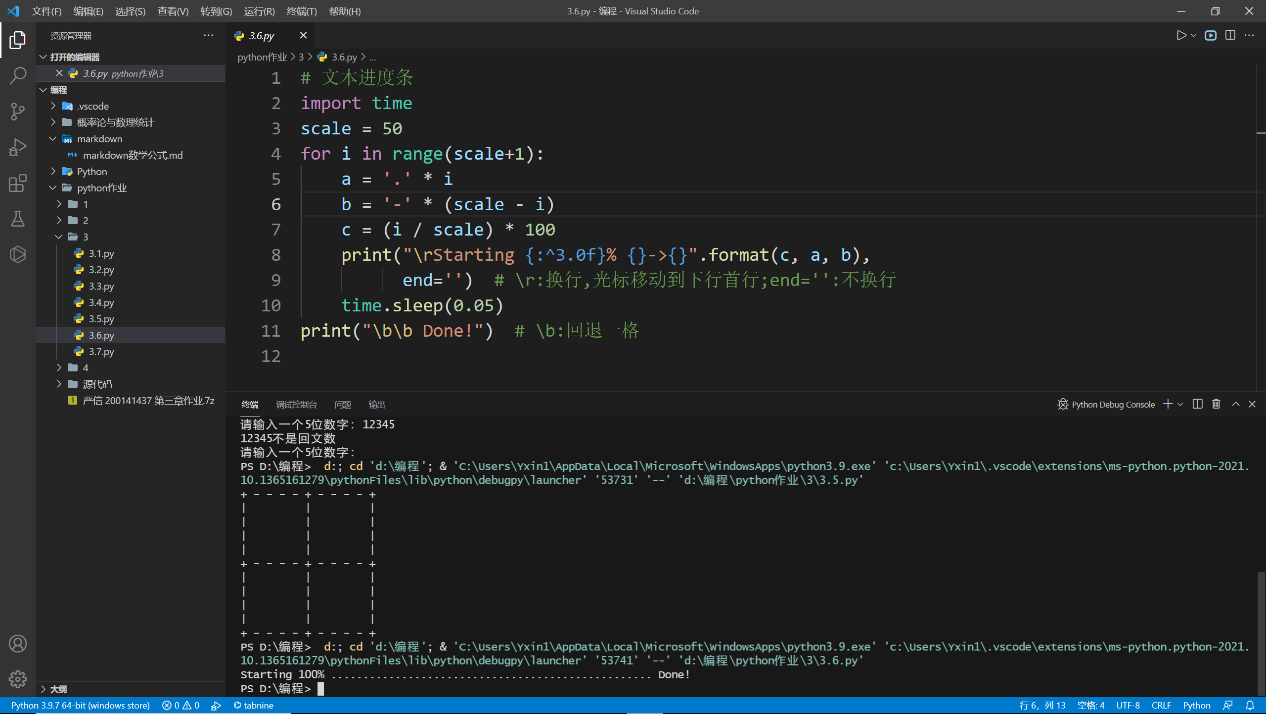 文件(F) 编辑(E) 选择(S) 查看(V) 转到(G) 运行(R) 终端(T) 帮助(H) 3.6.py - 编程 - Visual Studio Code
资源管理器
打开的编辑器
3.6.py python作业\3
编程
.vscode
概率论与数理统计
markdown
markdown数学公式.md
Python
python作业
1
2
3
3.1.py
3.2.py
3.3.py
3.4.py
3.5.py
3.6.py
3.7.py
4
源代码
严信 200141437 第三章作业.7z
大纲
3.6.py
python作业 > 3 > 3.6.py > ...
1 # 文本进度条
2 import time
3 scale = 50
4 for i in range(scale+1):
5 a = '.' * i
6 b = '-' * (scale - i)
7 c = (i / scale) * 100
8 print("\rStarting {:^3.0f}% {}->{}".format(c, a, b),
9 end='') # \r:换行,光标移动到下行首行;end='':不换行
10 time.sleep(0.05)
11 print("\b\b Done!") # \b:回退一格
12
终端 调试控制台 问题 输出 Python Debug Console
请输入一个5位数字: 12345
12345不是回文数
请输入一个5位数字:
PS D:\编程> d:; cd 'd:\编程'; & 'C:\Users\Yxin1\AppData\Local\Microsoft\WindowsApps\python3.9.exe' 'c:\Users\Yxin1\.vscode\extensions\ms-python.python-2021.
10.1365161279\pythonFiles\lib\python\debugpy\launcher' '53731' '--' 'd:\编程\python作业\3\3.5.py'
+ - - - - + - - - - +
| | |
| | |
| | |
| | |
+ - - - - + - - - - +
| | |
| | |
| | |
| | |
+ - - - - + - - - - +
PS D:\编程> d:; cd 'd:\编程'; & 'C:\Users\Yxin1\AppData\Local\Microsoft\WindowsApps\python3.9.exe' 'c:\Users\Yxin1\.vscode\extensions\ms-python.python-2021.
10.1365161279\pythonFiles\lib\python\debugpy\launcher' '53741' '--' 'd:\编程\python作业\3\3.6.py'
Starting 100% .................................................. Done!
PS D:\编程>
Python 3.9.7 64-bit (windows store) 0 0 tabnine 行 6，列 13 空格: 4 UTF-8 CRLF Python